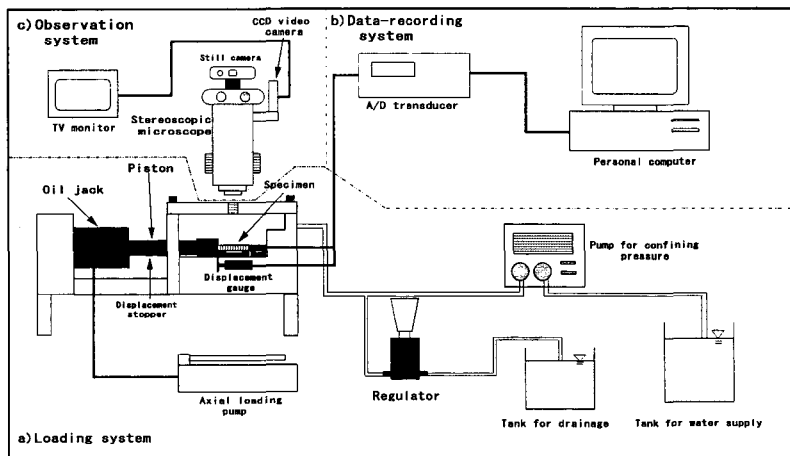 c)Observation
system
CCD video
camera
Still camera
TV monitor
Stereoscopic
microscope
b)Data-recording
system
A/D transducer
Personal computer
Oil jack
Piston
Specimen
Displacement
gauge
Displacement
stopper
Axial loading
pump
Pump for confining
pressure
Regulator
Tank for drainage
Tank for water supply
a)Loading system